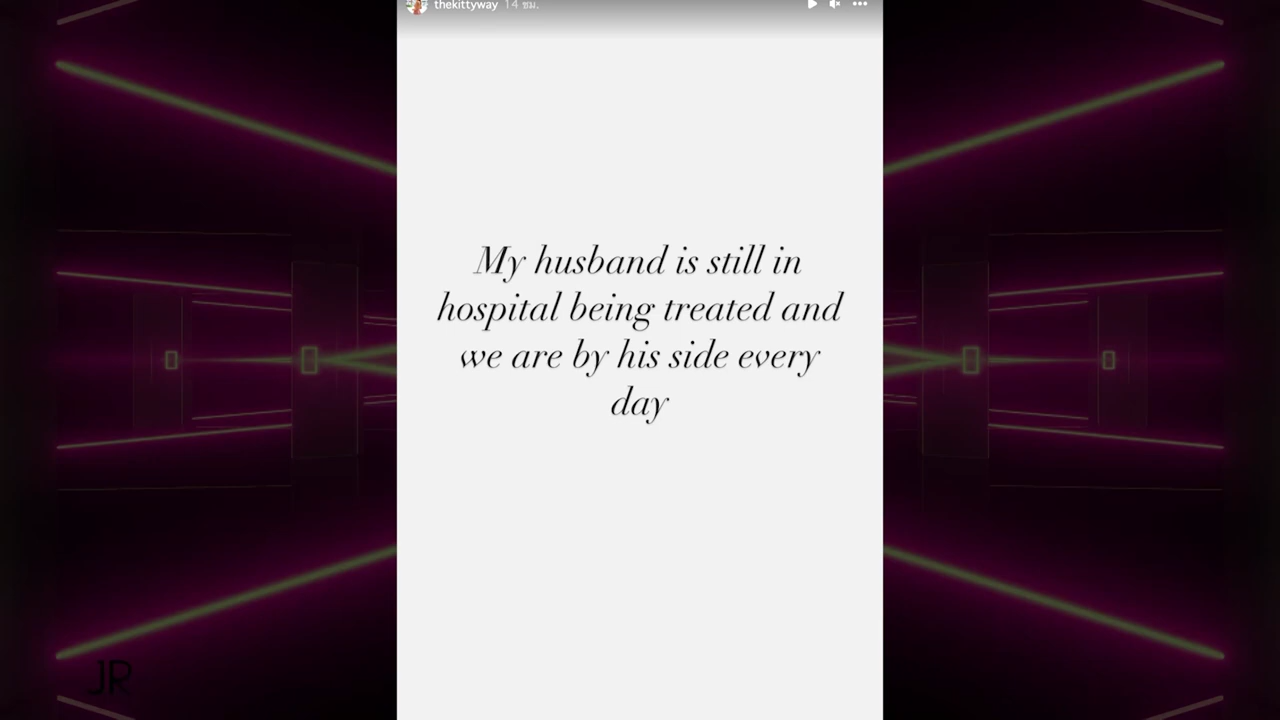 thekittyway 14 ชม.
My husband is still in
hospital being treated and
we are by his side every
day
JR